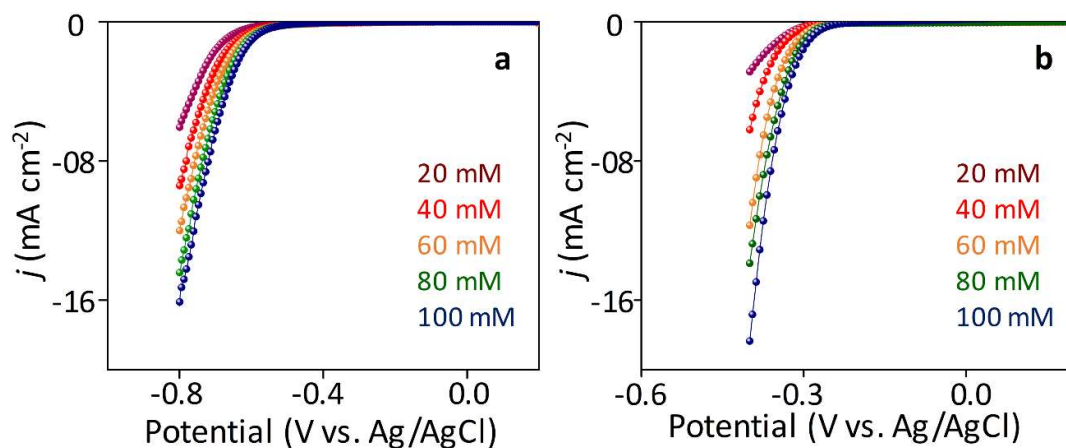 0
-08
-16
j (mA cm-2)
a
20 mM
40 mM
60 mM
80 mM
100 mM
-0.8
-0.4
0.0
Potential (V vs. Ag/AgCl)
0
-08
-16
j (mA cm-2)
b
20 mM
40 mM
60 mM
80 mM
100 mM
-0.6
-0.3
0.0
Potential (V vs. Ag/AgCl)